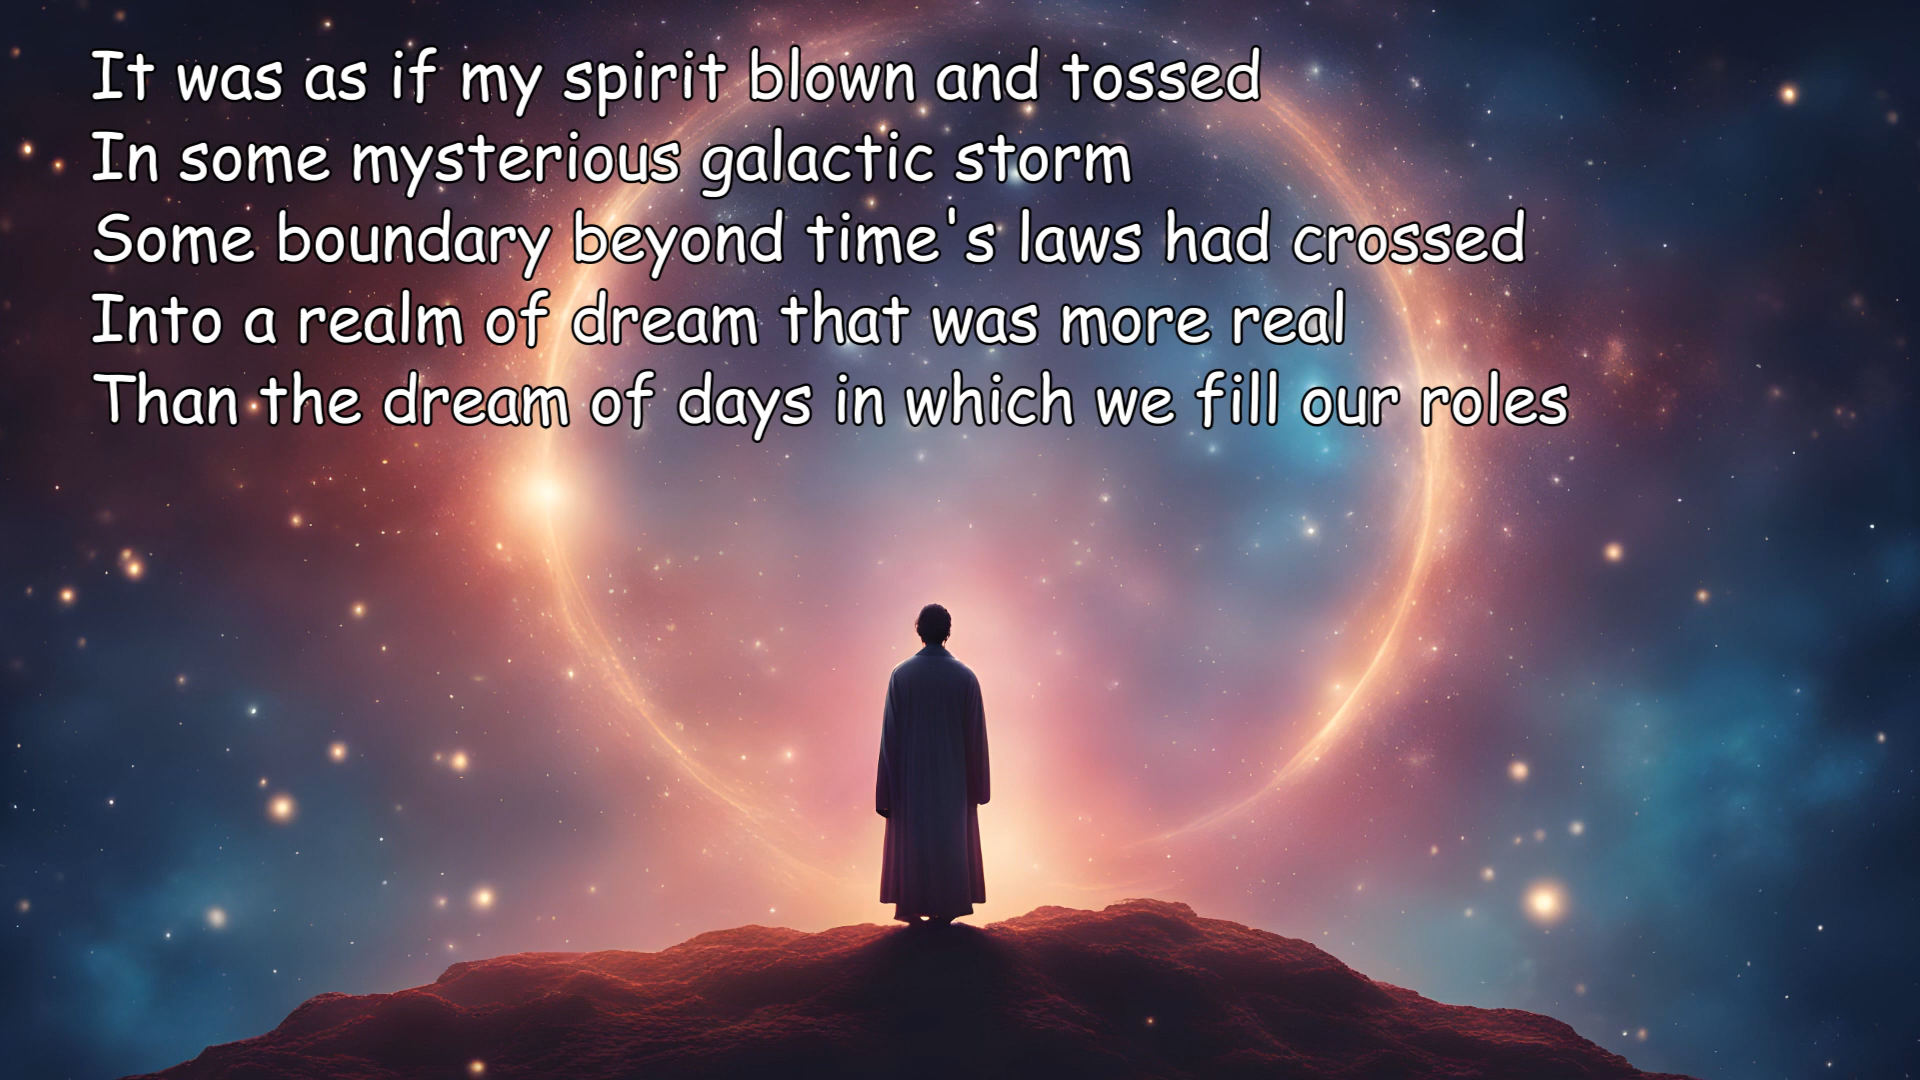 It was as if my spirit blown and tossed
In some mysterious galactic storm
Some boundary beyond time's laws had crossed
Into a realm of dream that was more real
Than the dream of days in which we fill our roles